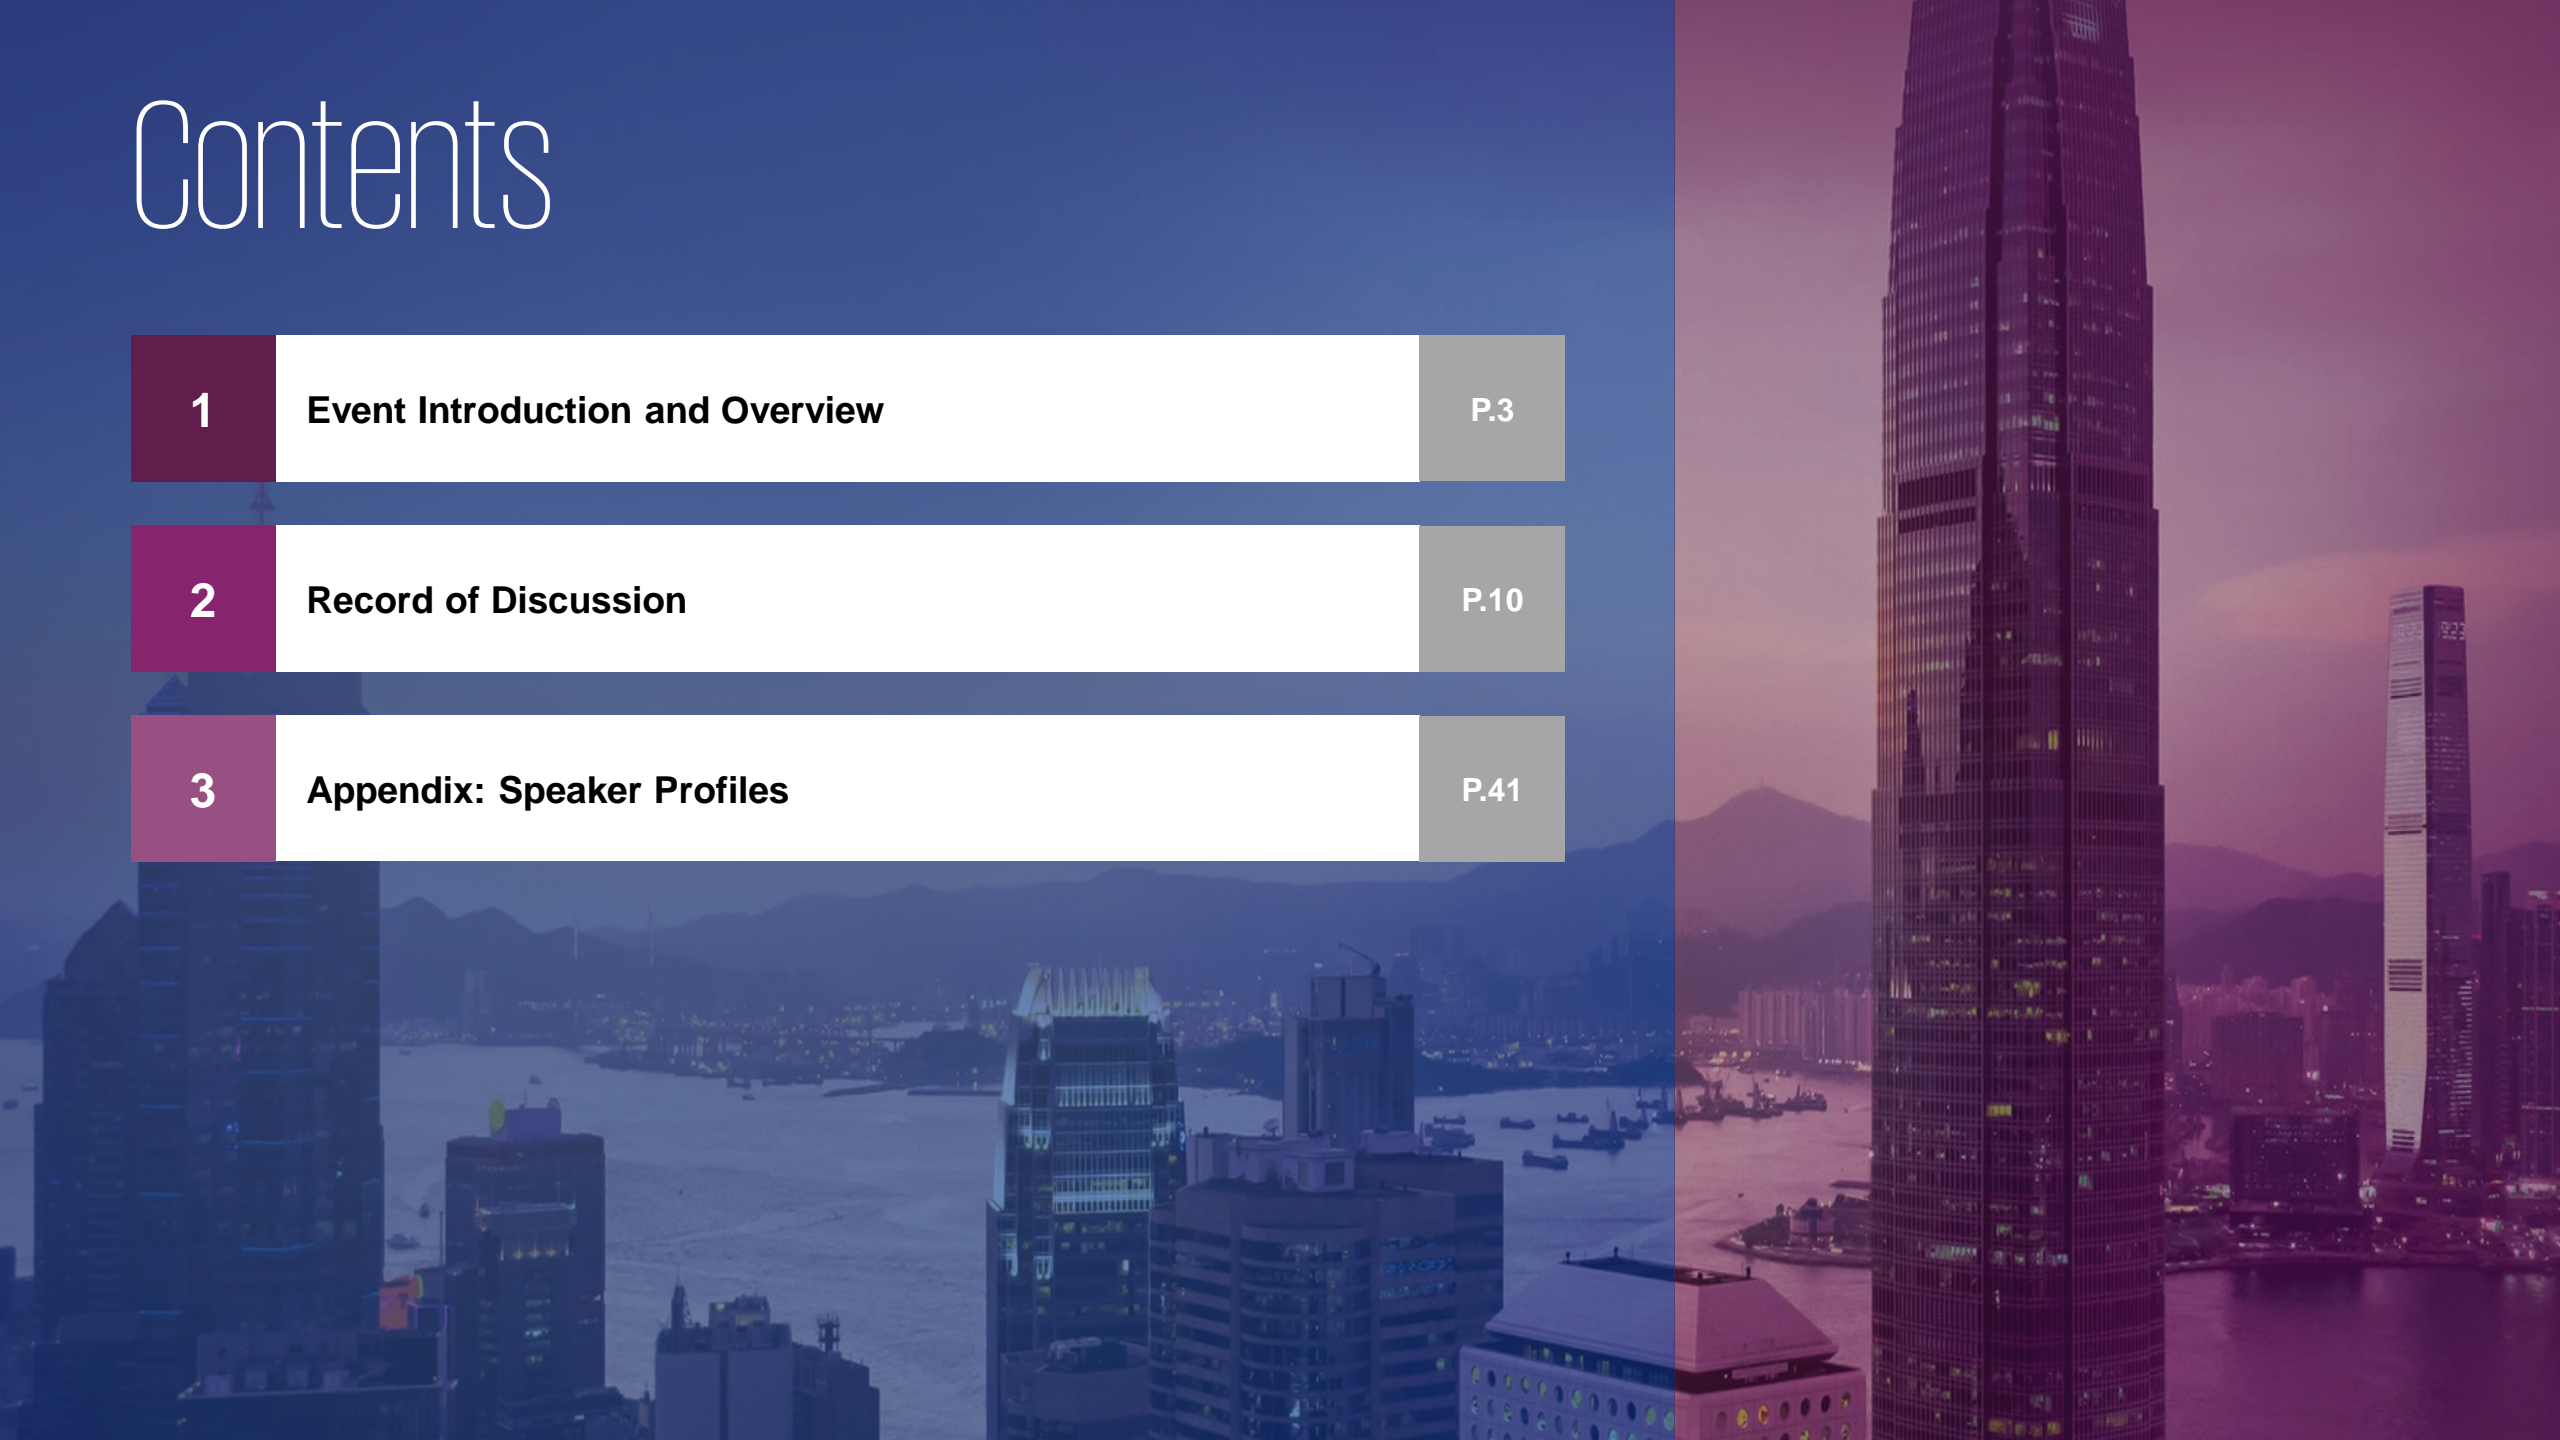 Contents
1 Event Introduction and Overview P.3
2 Record of Discussion P.10
3 Appendix: Speaker Profiles P.41